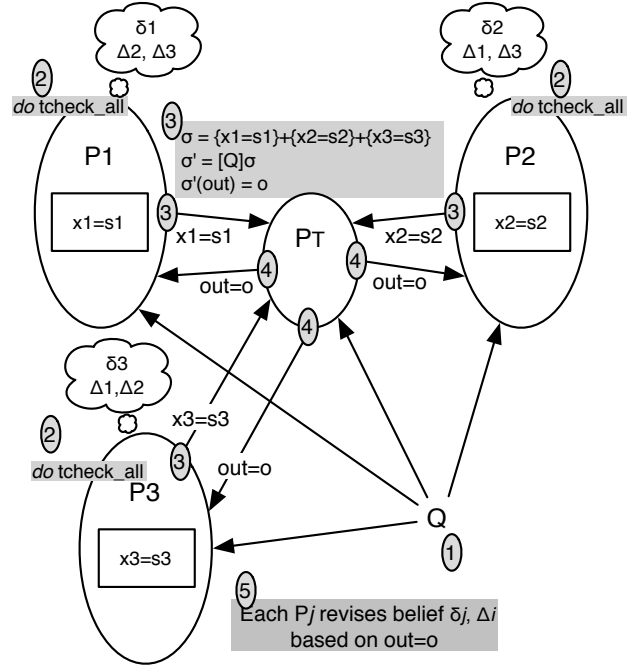 δ1
Δ2, Δ3
δ2
Δ1, Δ3
2
do tcheck_all
2
do tcheck_all
3
σ = {x1=s1}+{x2=s2}+{x3=s3}
σ' = [Q]σ
σ'(out) = o
P1
P2
x1=s1
x2=s2
3
x1=s1
PT
3
x2=s2
4
out=o
4
out=o
4
δ3
Δ1,Δ2
2
do tcheck_all
3
x3=s3
out=o
P3
x3=s3
Q
1
5
Each Pj revises belief δj, Δi
based on out=o